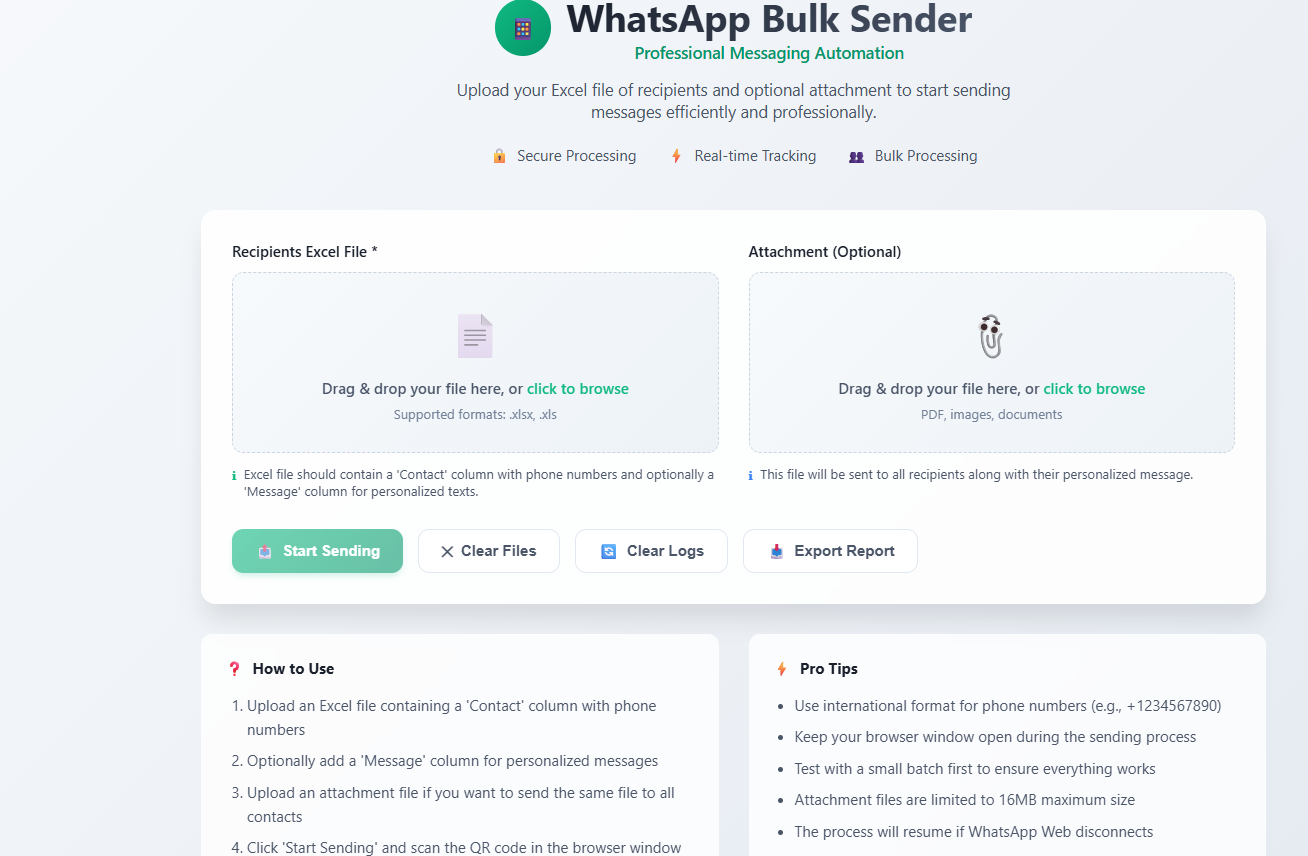 WhatsApp Bulk Sender
Professional Messaging Automation
Upload your Excel file of recipients and optional attachment to start sending
messages efficiently and professionally.
Secure Processing
Real-time Tracking
Bulk Processing
Recipients Excel File *
Drag & drop your file here, or click to browse
Supported formats: .xlsx, .xls
Excel file should contain a 'Contact' column with phone numbers and optionally a
'Message' column for personalized texts.
Attachment (Optional)
Drag & drop your file here, or click to browse
PDF, images, documents
This file will be sent to all recipients along with their personalized message.
Start Sending
Clear Files
Clear Logs
Export Report
How to Use
1. Upload an Excel file containing a 'Contact' column with phone
numbers
2. Optionally add a 'Message' column for personalized messages
3. Upload an attachment file if you want to send the same file to all
contacts
4. Click 'Start Sending' and scan the QR code in the browser window
Pro Tips
• Use international format for phone numbers (e.g., +1234567890)
• Keep your browser window open during the sending process
• Test with a small batch first to ensure everything works
• Attachment files are limited to 16MB maximum size
• The process will resume if WhatsApp Web disconnects